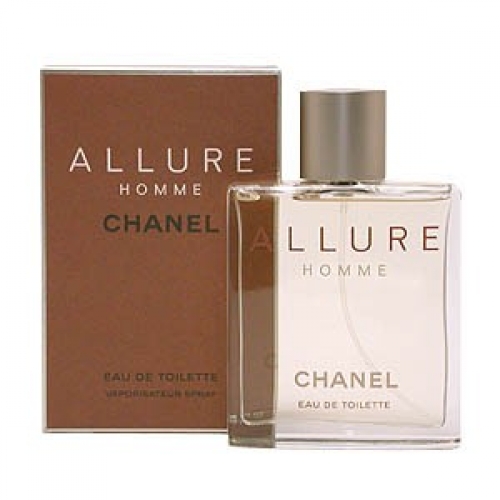 ALLURE
HOMME
CHANEL
EAU DE TOILETTE
VAPORISATEUR SPRAY
ALLURE
HOMME
CHANEL
EAU DE TOILETTE